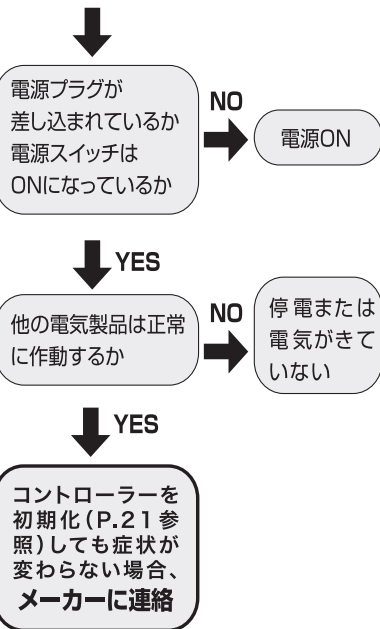 電源プラグが
差し込まれているか
電源スイッチは
ONになっているか
NO
電源ON
YES
他の電気製品は正常
に作動するか
NO
停電または
電気がきて
いない
YES
コントローラーを
初期化(P.21参
照)しても症状が
変わらない場合、
メーカーに連絡